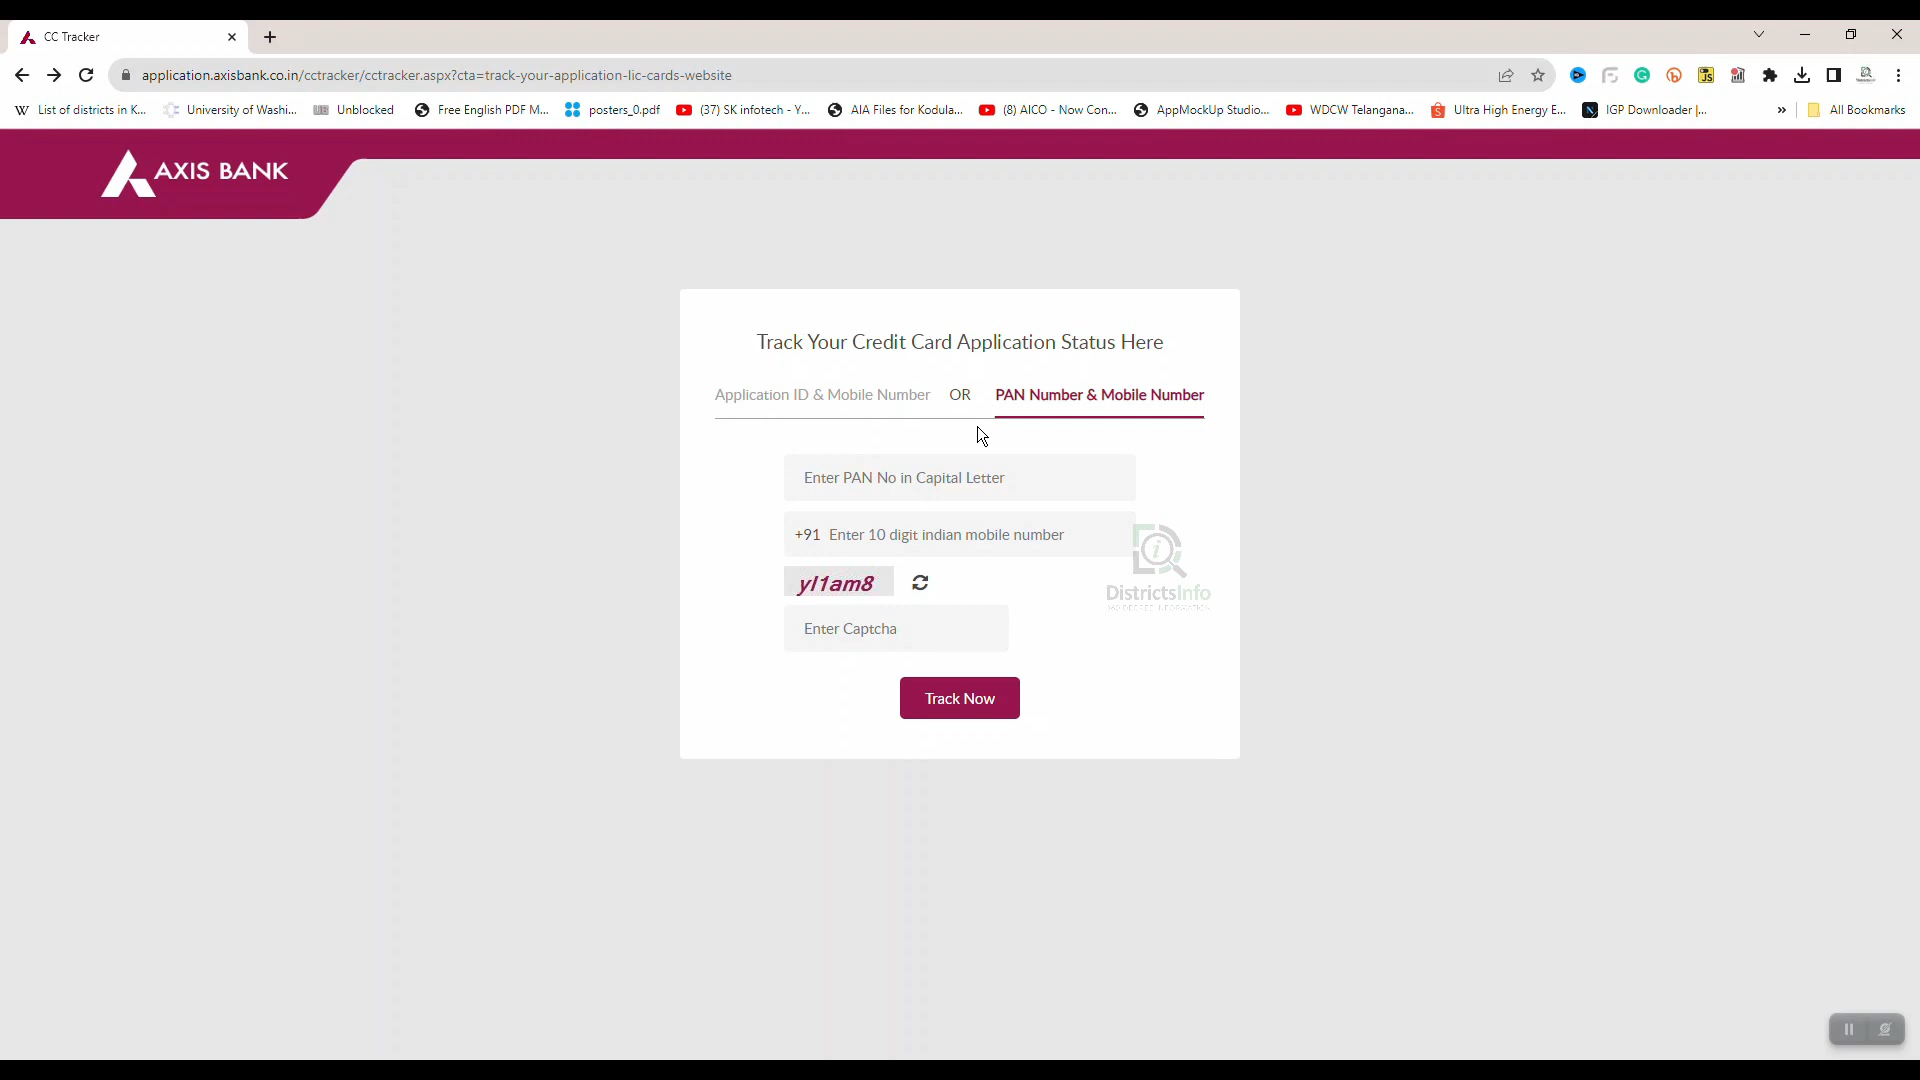 CC Tracker
application.axisbank.co.in/cctracker/cctracker.aspx?cta=track-your-application-lic-cards-website
List of districts in K... University of Washi... Unblocked Free English PDF M... posters_0.pdf (37) SK infotech - Y... AIA Files for Kodula... (8) AICO - Now Con... AppMockUp Studio... WDCW Telangana... Ultra High Energy E... IGP Downloader |... » All Bookmarks
AXIS BANK
Track Your Credit Card Application Status Here
Application ID & Mobile Number OR PAN Number & Mobile Number
Enter PAN No in Capital Letter
+91 Enter 10 digit indian mobile number
yl1am8
DistrictsInfo
Enter Captcha
Track Now